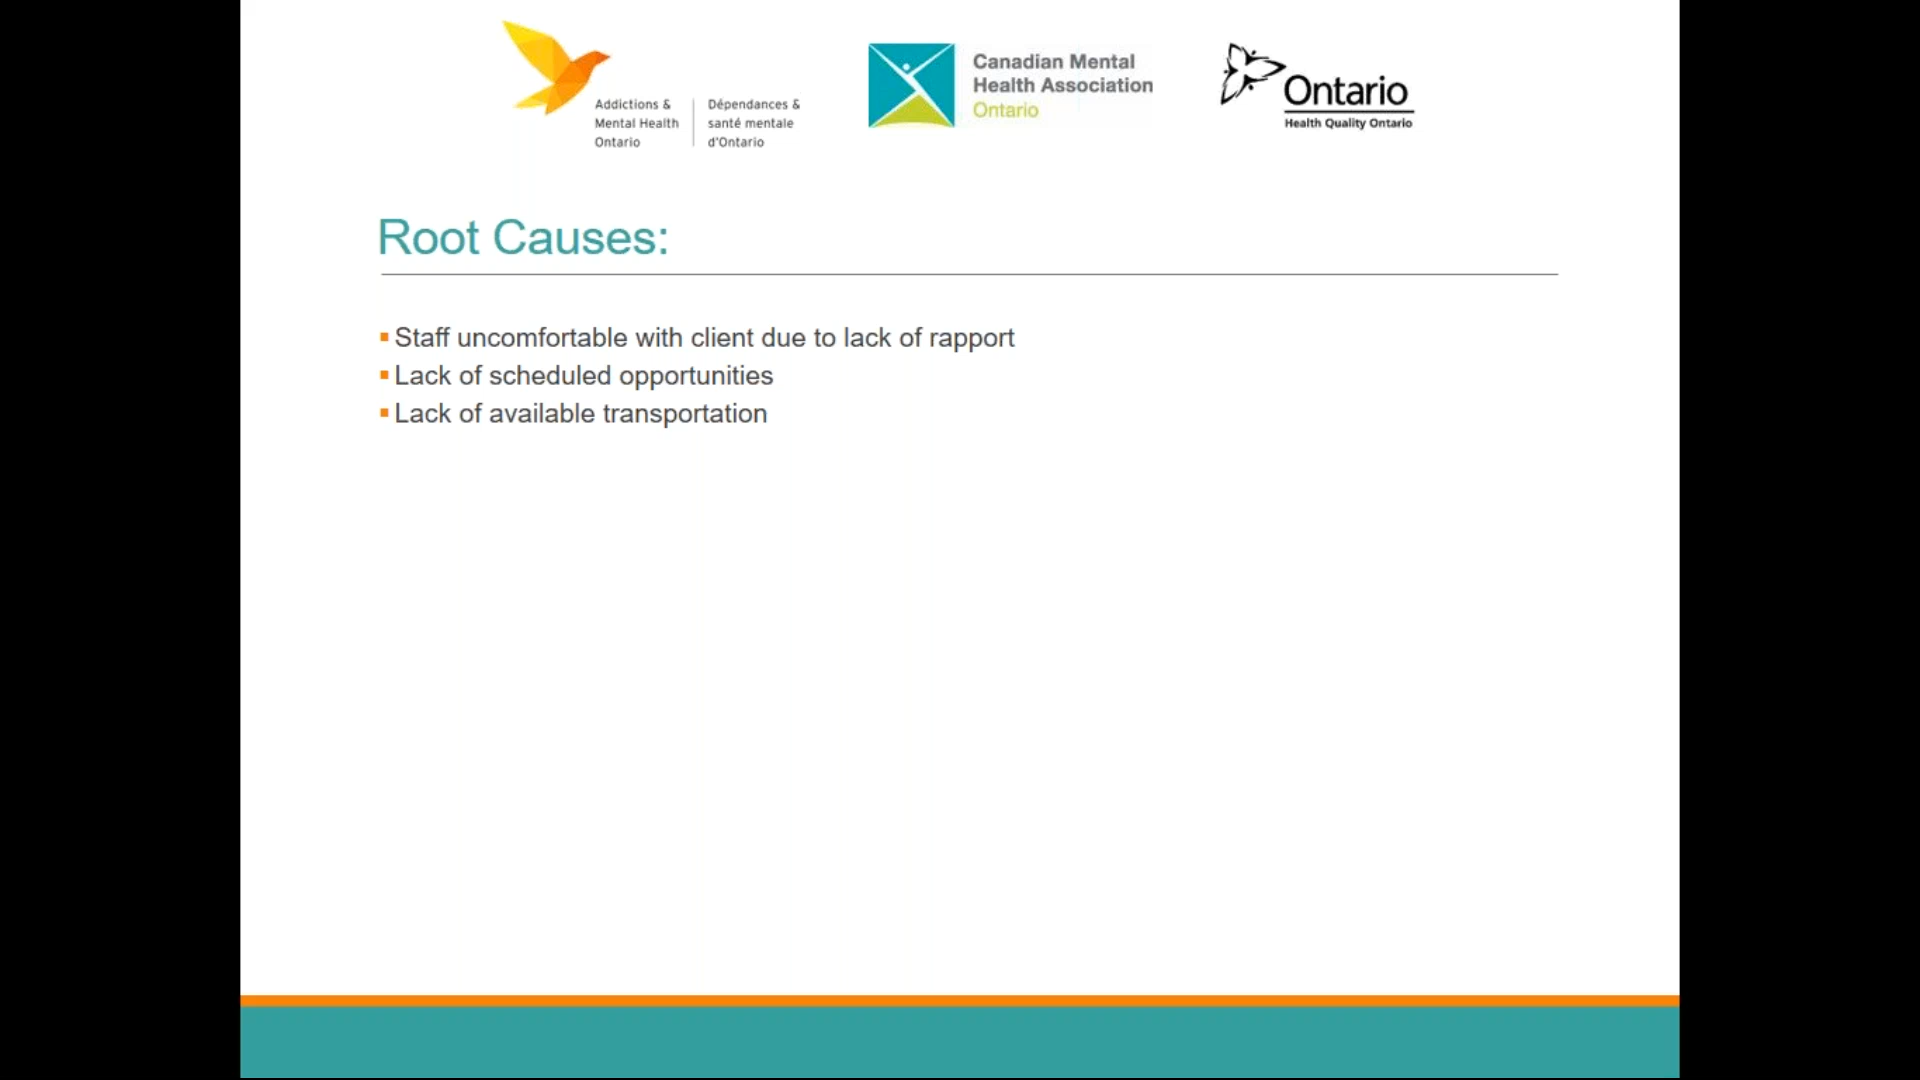 Addictions &
Mental Health
Ontario
Dépendances &
santé mentale
d'Ontario
Canadian Mental
Health Association
Ontario
Ontario
Health Quality Ontario
Root Causes:
Staff uncomfortable with client due to lack of rapport
Lack of scheduled opportunities
Lack of available transportation